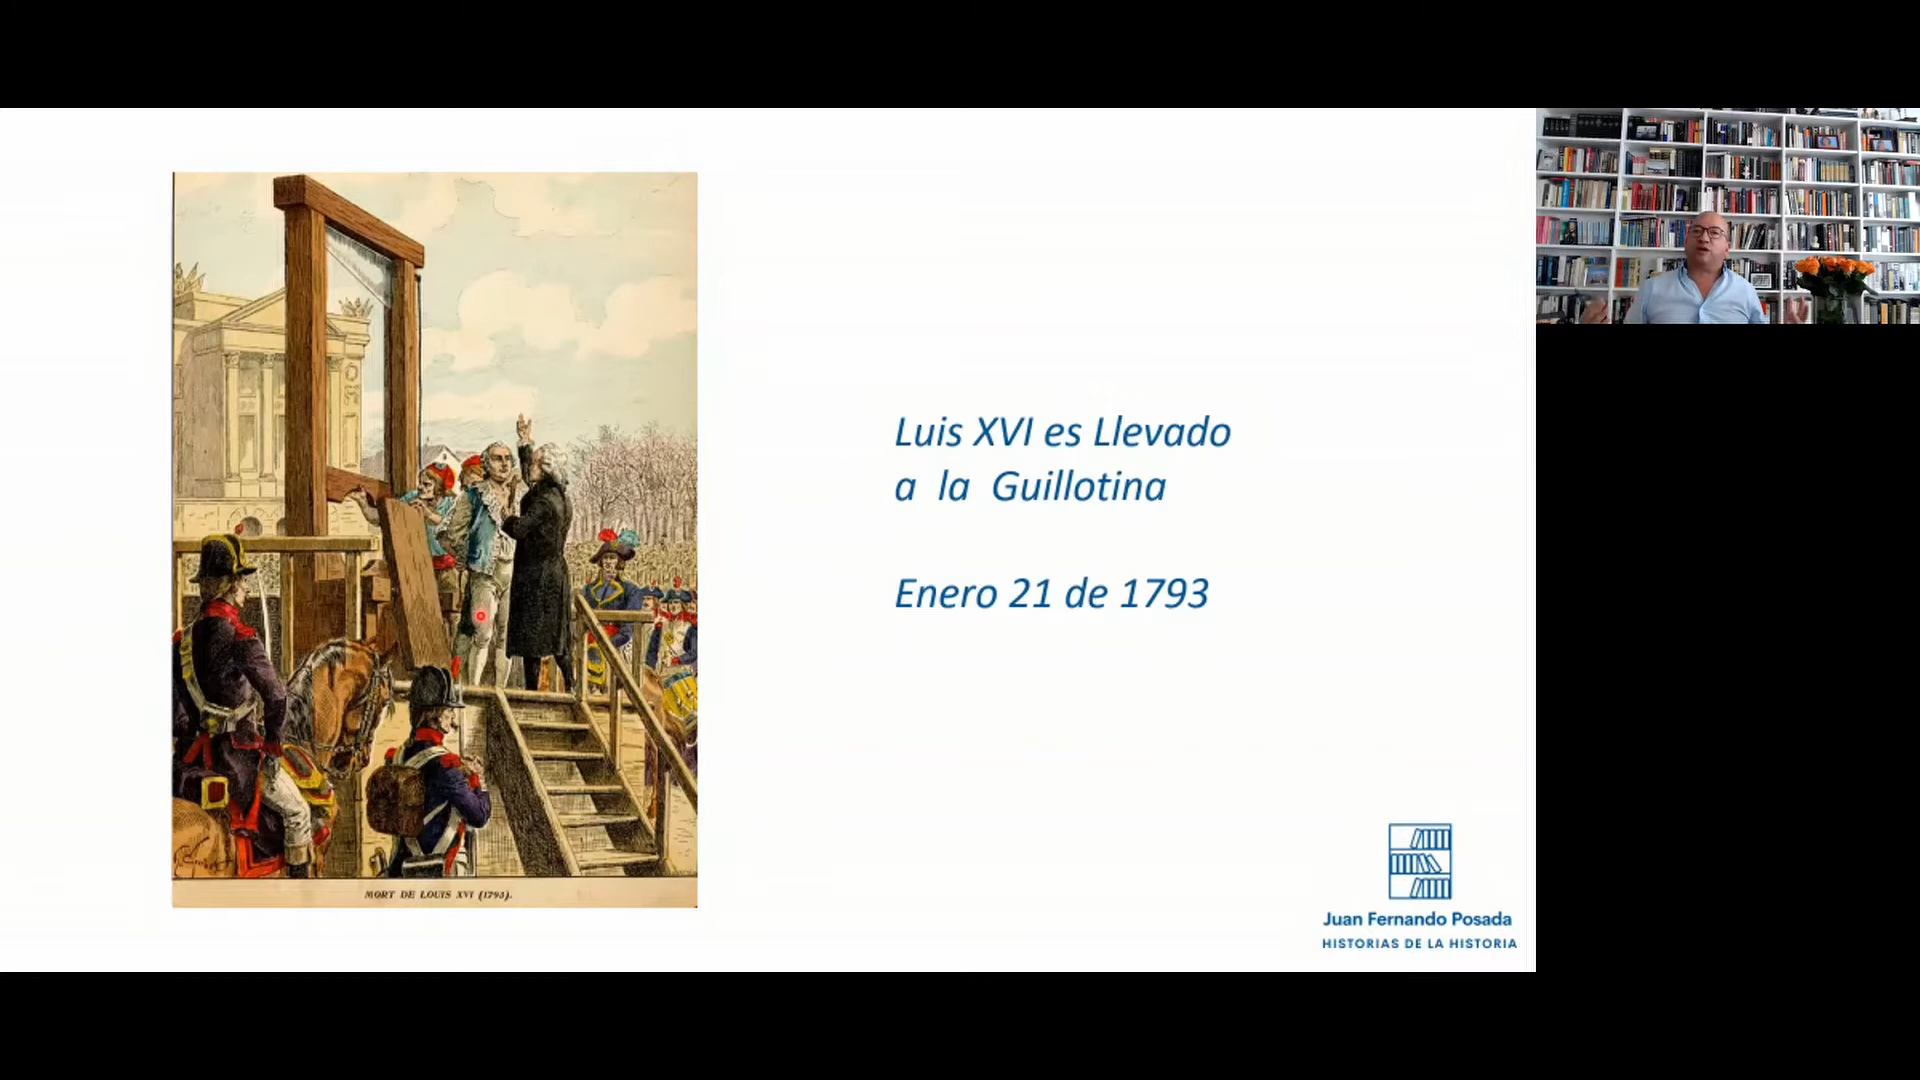 Luis XVI es Llevado
a la Guillotina
Enero 21 de 1793
MORT DE LOUIS XVI (1793).
Juan Fernando Posada
HISTORIAS DE LA HISTORIA